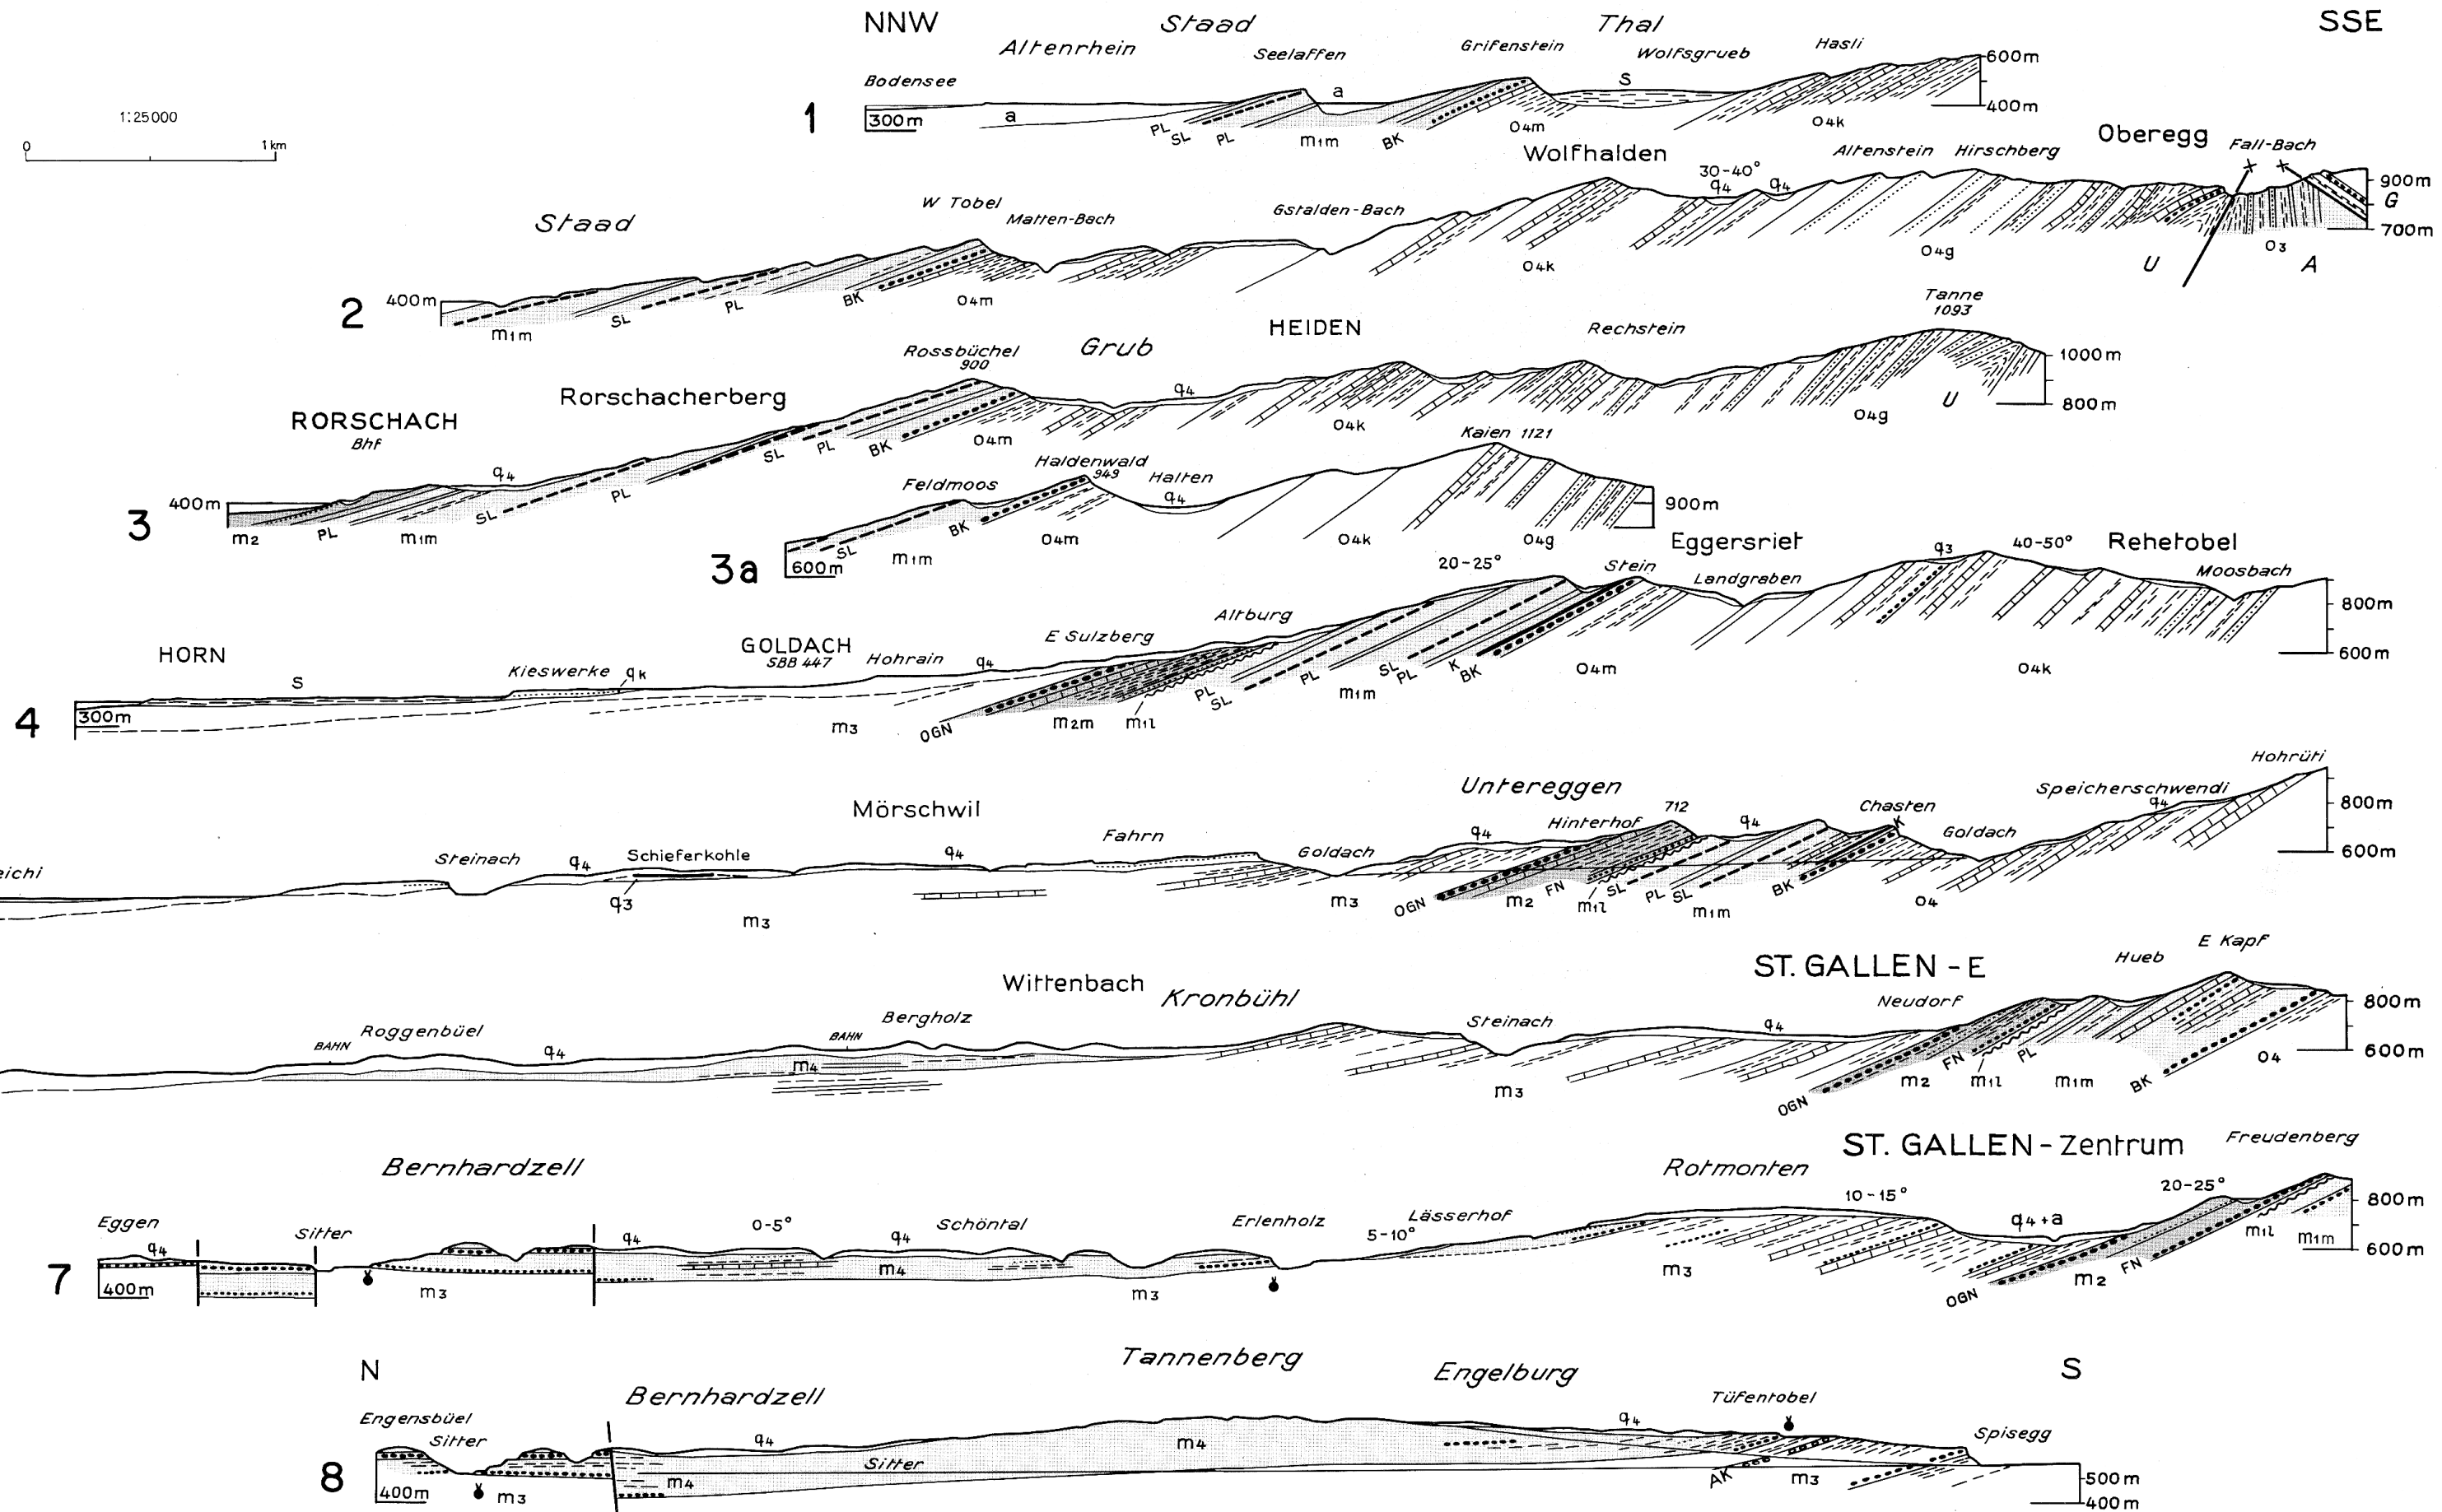 NNW Staad Thal SSE
Altenrhein Seelaffen Grifenstein Wolfsgrueb Hasli
Bodensee
1:25000
0 1km
1
300m a a S 600m
400m
PL SL PL m1m BK O4m O4k
Oberegg Fall-Bach
Wolfhalden 30-40° Altenstein Hirschberg
q4 q4
Staad W Tobel Matten-Bach Gstalden-Bach
900m
G
700m
2
400m
m1m SL PL BK O4m O4k O4g U O3 A
Tanne
1093
HEIDEN Rechstein
Rossbüchel
900
Grub
Rorschacherberg
RORSCHACH
Bhf
q4 q4
1000m
800m
3
400m
m2 PL m1m SL PL SL PL BK O4m O4k O4g U
Kaien 1121
Haldenwald
949
Feldmoos Halten
q4
900m
3a
600m
SL m1m BK O4m O4k O4g
Eggersriet Rehetobel
20-25° Stein Landgraben q3 40-50° Moosbach
HORN Kieswerke qk GOLDACH
SBB 447
Hohrain q4 E Sulzberg Altburg
S
800m
600m
4
300m
m3 OGN m2m m1l PL SL PL m1m SL PL K BK O4m O4k
Hohrüti
Mörschwil Untereggen Speicherschwendi
712 Chasten
q4
eichi Steinach q4 Schieferkohle q4 Fahrn Goldach q4 Hinterhof q4 K Goldach
800m
600m
q3 m3 m3 OGN m2 FN m1l SL PL SL m1m BK O4
Wittenbach Kronbühl ST. GALLEN - E Hueb E Kapf
Roggenbüel Bergholz Steinach Neudorf
BAHN q4 BAHN q4
m4
800m
600m
m3 OGN m2 FN m1l PL m1m BK O4
Bernhardzell Rotmonten ST. GALLEN - Zentrum Freudenberg
Eggen Sitter 0-5° Schöntal Erlenholz Lässerhof 10-15° 20-25°
q4 q4 q4 5-10° q4+a
800m
600m
7
400m
m3 m4 m3 m3 OGN m2 FN m1l m1m
N Tannenberg Engelburg S
Bernhardzell Tüfentobel
Engensbüel
Sitter q4 q4 Spisegg
8
400m
m3 m4 Sitter m4 AK m3
500m
400m